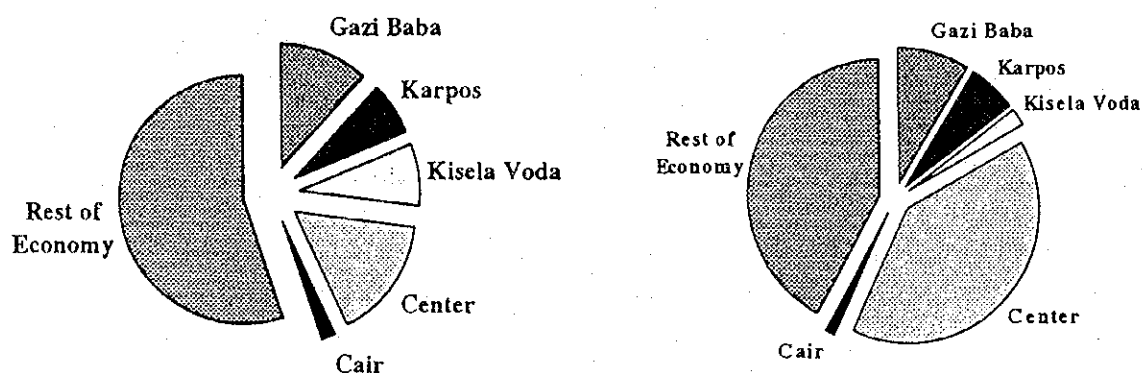 Gazi Baba
Karpos
Kisela Voda
Rest of
Economy
Center
Cair
Gazi Baba
Karpos
Kisela Voda
Rest of
Economy
Center
Cair